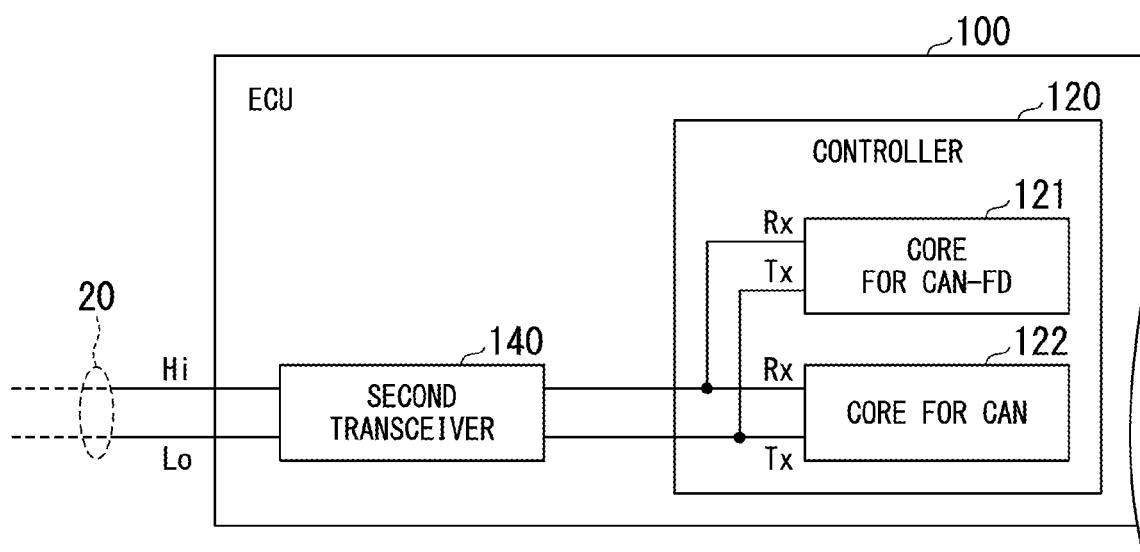 100
ECU
120
CONTROLLER
121
Rx
CORE
FOR CAN-FD
Tx
20
140
122
Hi
Rx
SECOND
TRANSCEIVER
CORE FOR CAN
Lo
Tx